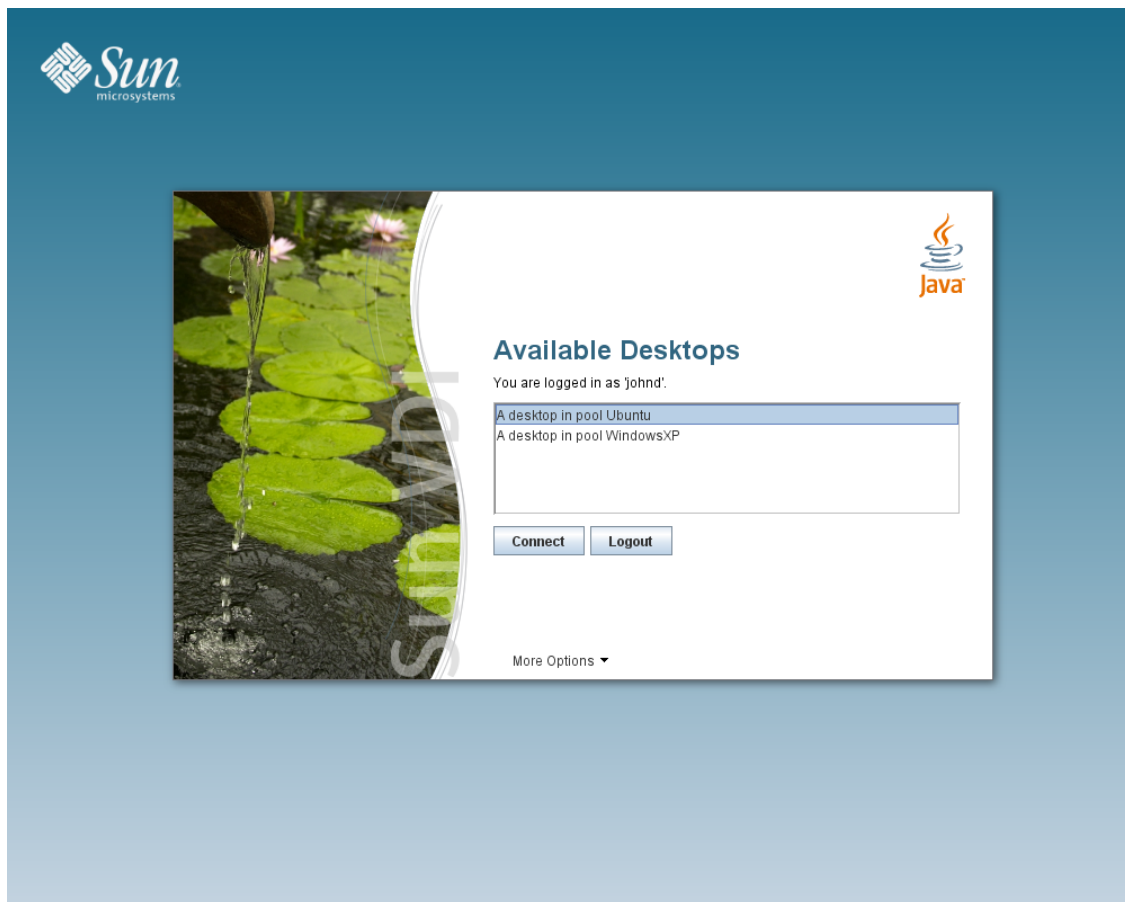 Sun
microsystems
Java
Available Desktops
You are logged in as 'johnd'.
A desktop in pool Ubuntu
A desktop in pool WindowsXP
Connect
Logout
More Options
Sun VDI